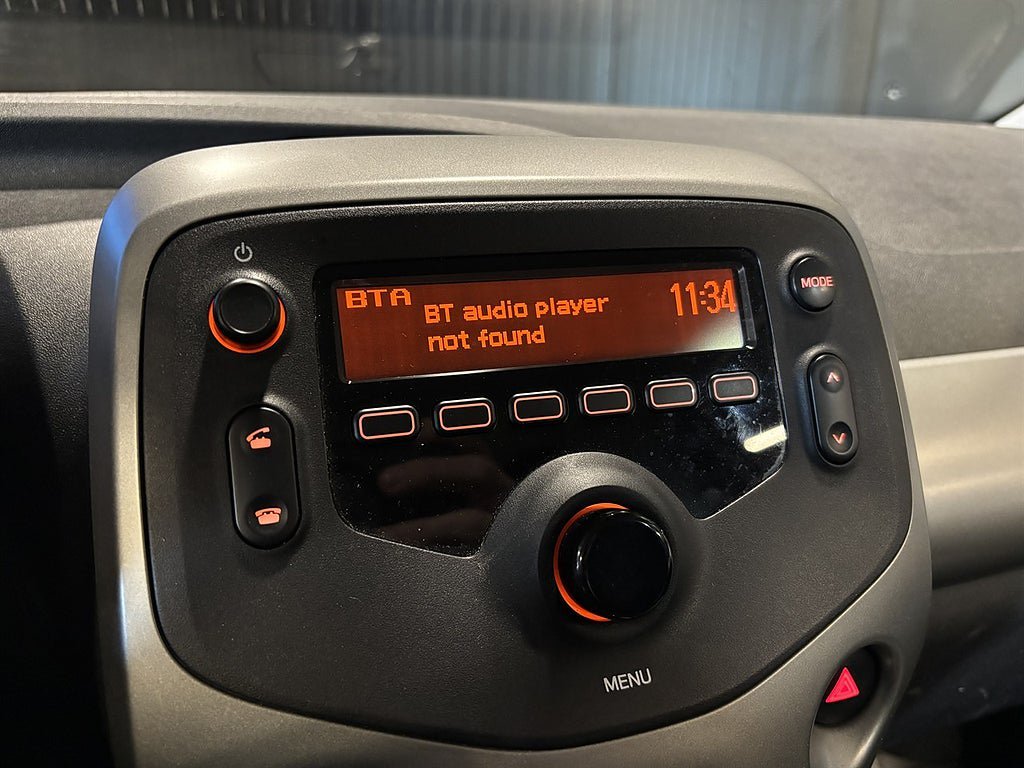 BTA
11:34
BT audio player
not found
MODE
MENU